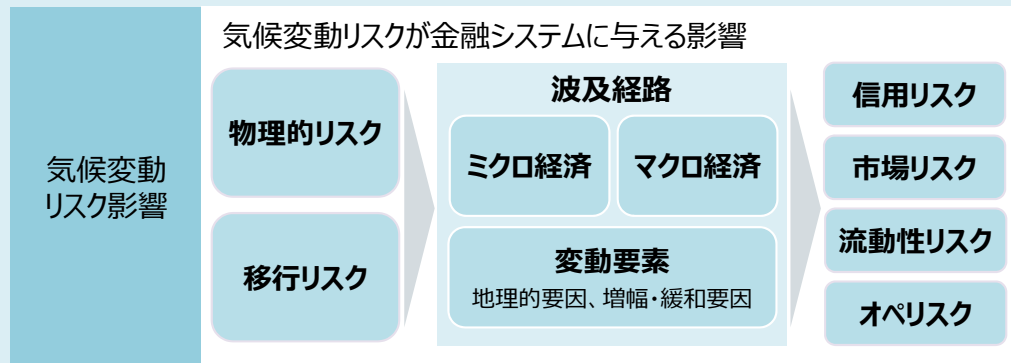 気候変動
リスク影響
気候変動リスクが金融システムに与える影響
物理的リスク
移行リスク
波及経路
ミクロ経済
マクロ経済
変動要素
地理的要因、増幅・緩和要因
信用リスク
市場リスク
流動性リスク
オペリスク